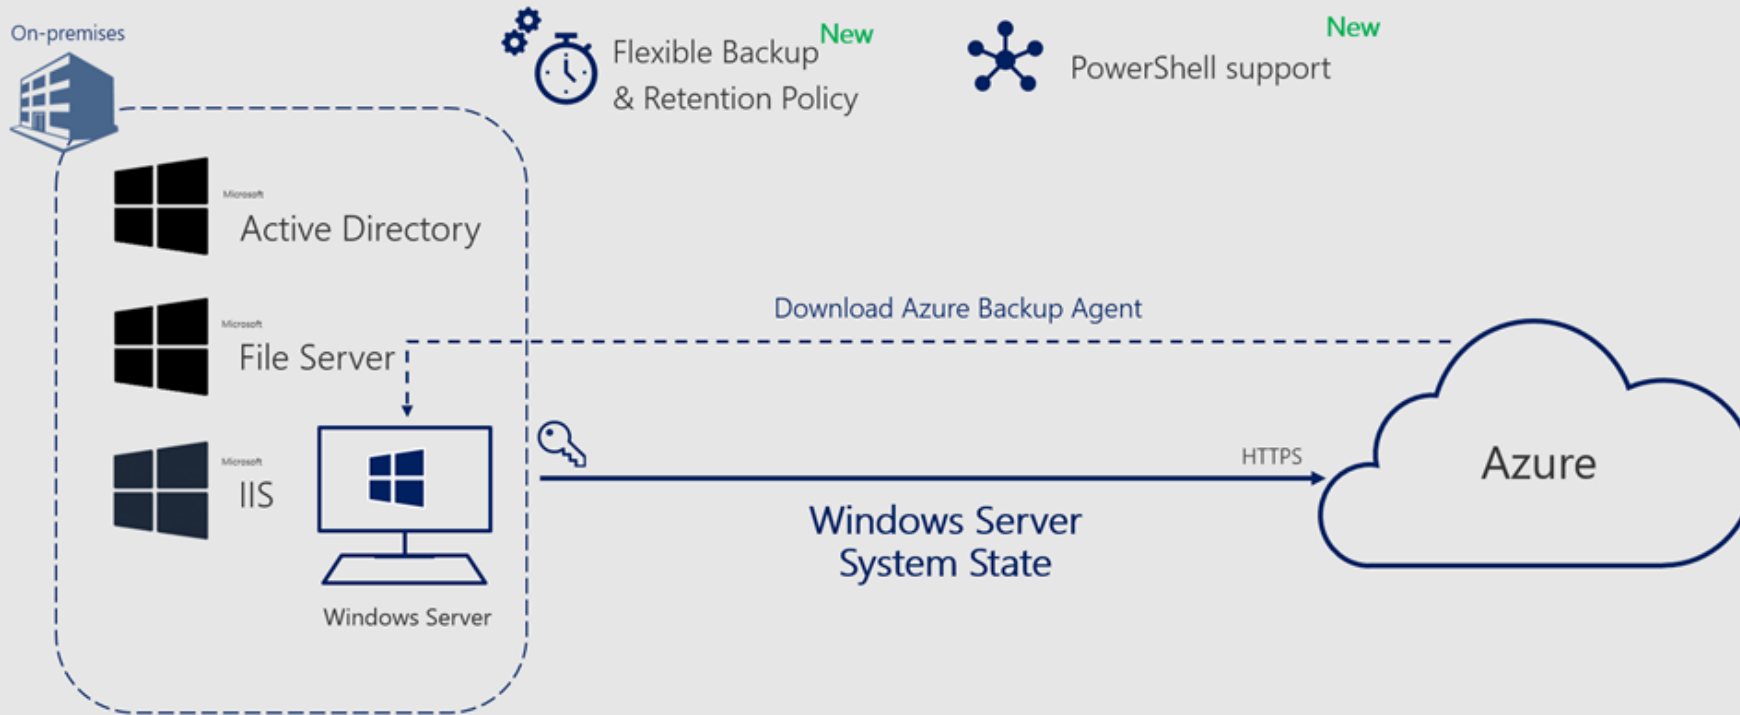 On-premises
New
Flexible Backup
& Retention Policy
New
PowerShell support
Microsoft
Active Directory
Download Azure Backup Agent
Microsoft
File Server
Microsoft
IIS
HTTPS
Azure
Windows Server
System State
Windows Server